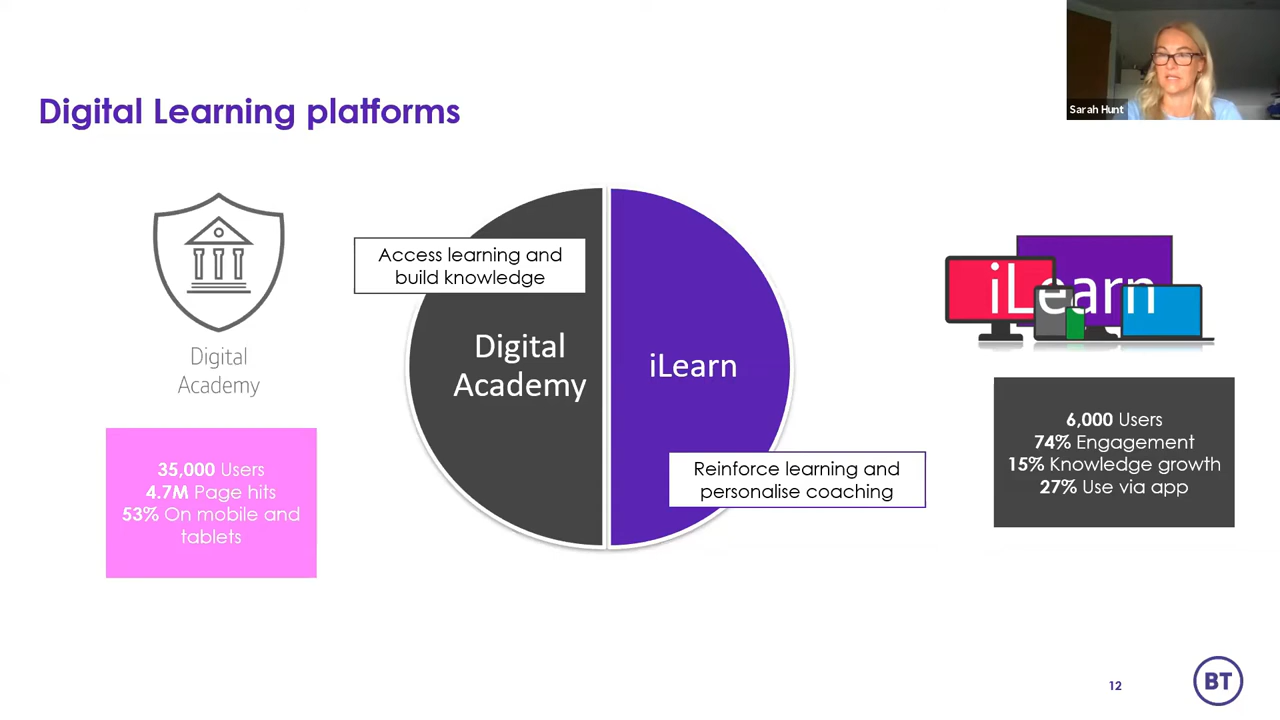 Sarah Hunt
Digital Learning platforms
Digital
Academy
35,000 Users
4.7M Page hits
53% On mobile and
tablets
Access learning and
build knowledge
Digital
Academy
iLearn
Reinforce learning and
personalise coaching
iLearn
6,000 Users
74% Engagement
15% Knowledge growth
27% Use via app
12
BT